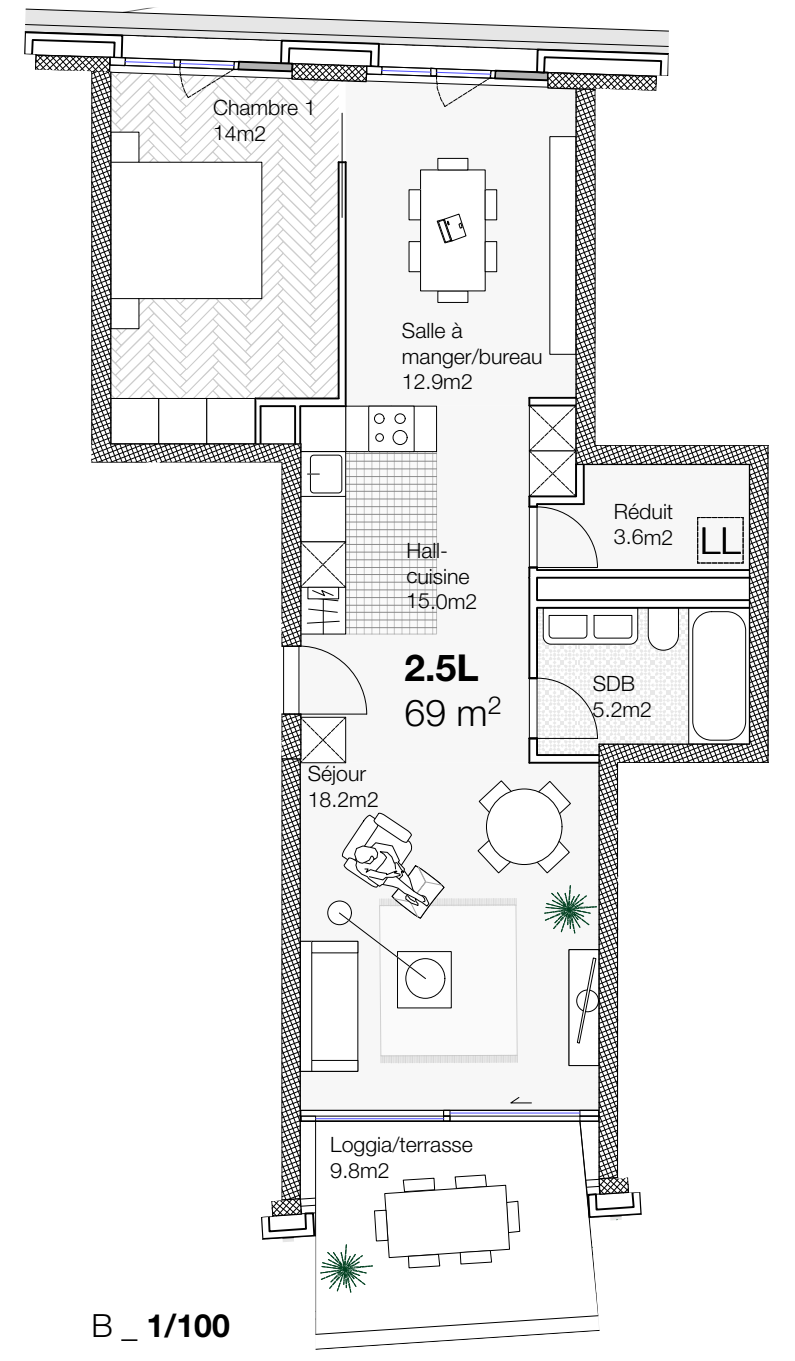 Chambre 1
14m2
Salle à
manger/bureau
12.9m2
Réduit
3.6m2
LL
Hall-
cuisine
15.0m2
2.5L
69 m²
SDB
5.2m2
Séjour
18.2m2
Loggia/terrasse
9.8m2
B _ 1/100